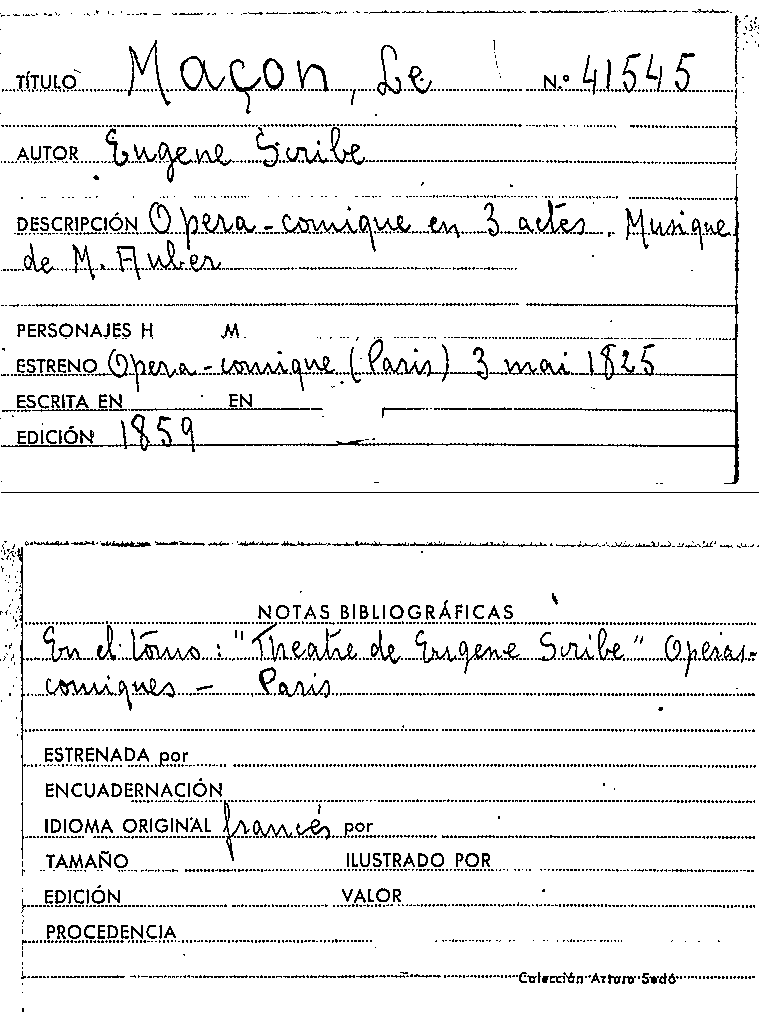 TÍTULO Maçon, Le N.º 41545
AUTOR Eugene Scribe
DESCRIPCIÓN Opera-comique en 3 actes. Musique
de M. Auber
PERSONAJES H M
ESTRENO Opera-comique (Paris) 3 mai 1825
ESCRITA EN EN
EDICIÓN 1859
NOTAS BIBLIOGRÁFICAS
En el tomo: "Theatre de Eugene Scribe" Operas-
comiques - Paris
ESTRENADA por
ENCUADERNACIÓN
IDIOMA ORIGINAL francés por
TAMAÑO ILUSTRADO POR
EDICIÓN VALOR
PROCEDENCIA
Colección Arturo Sedó